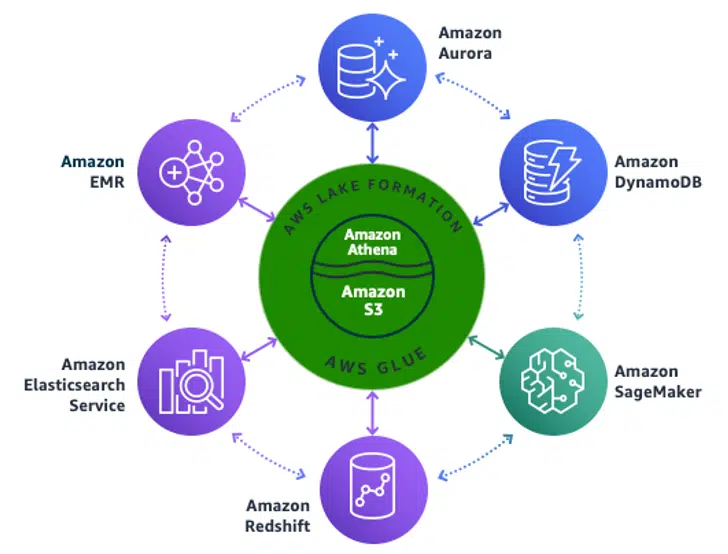 Amazon
Aurora
Amazon
EMR
Amazon
DynamoDB
AWS LAKE FORMATION
Amazon
Athena
Amazon
S3
AWS GLUE
Amazon
Elasticsearch
Service
Amazon
SageMaker
Amazon
Redshift